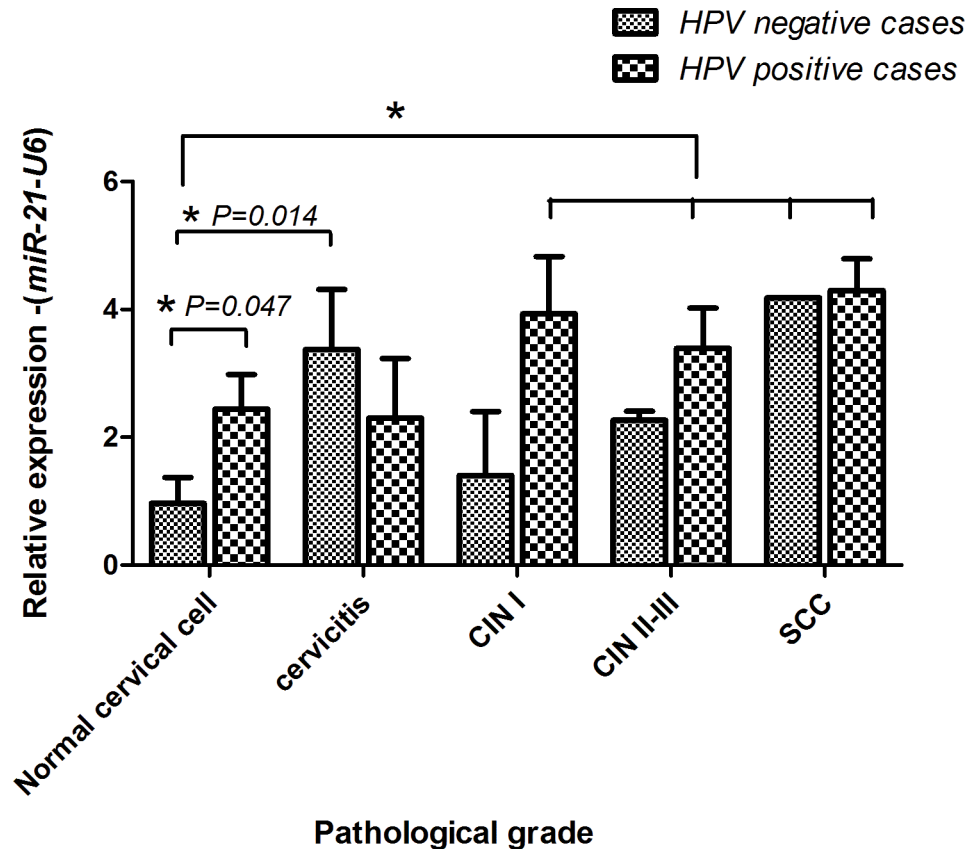 HPV negative cases
HPV positive cases
*
* P=0.014
* P=0.047
Relative expression -(miR-21-U6)
6
4
2
0
Normal cervical cell
cervicitis
CIN I
CIN II-III
SCC
Pathological grade